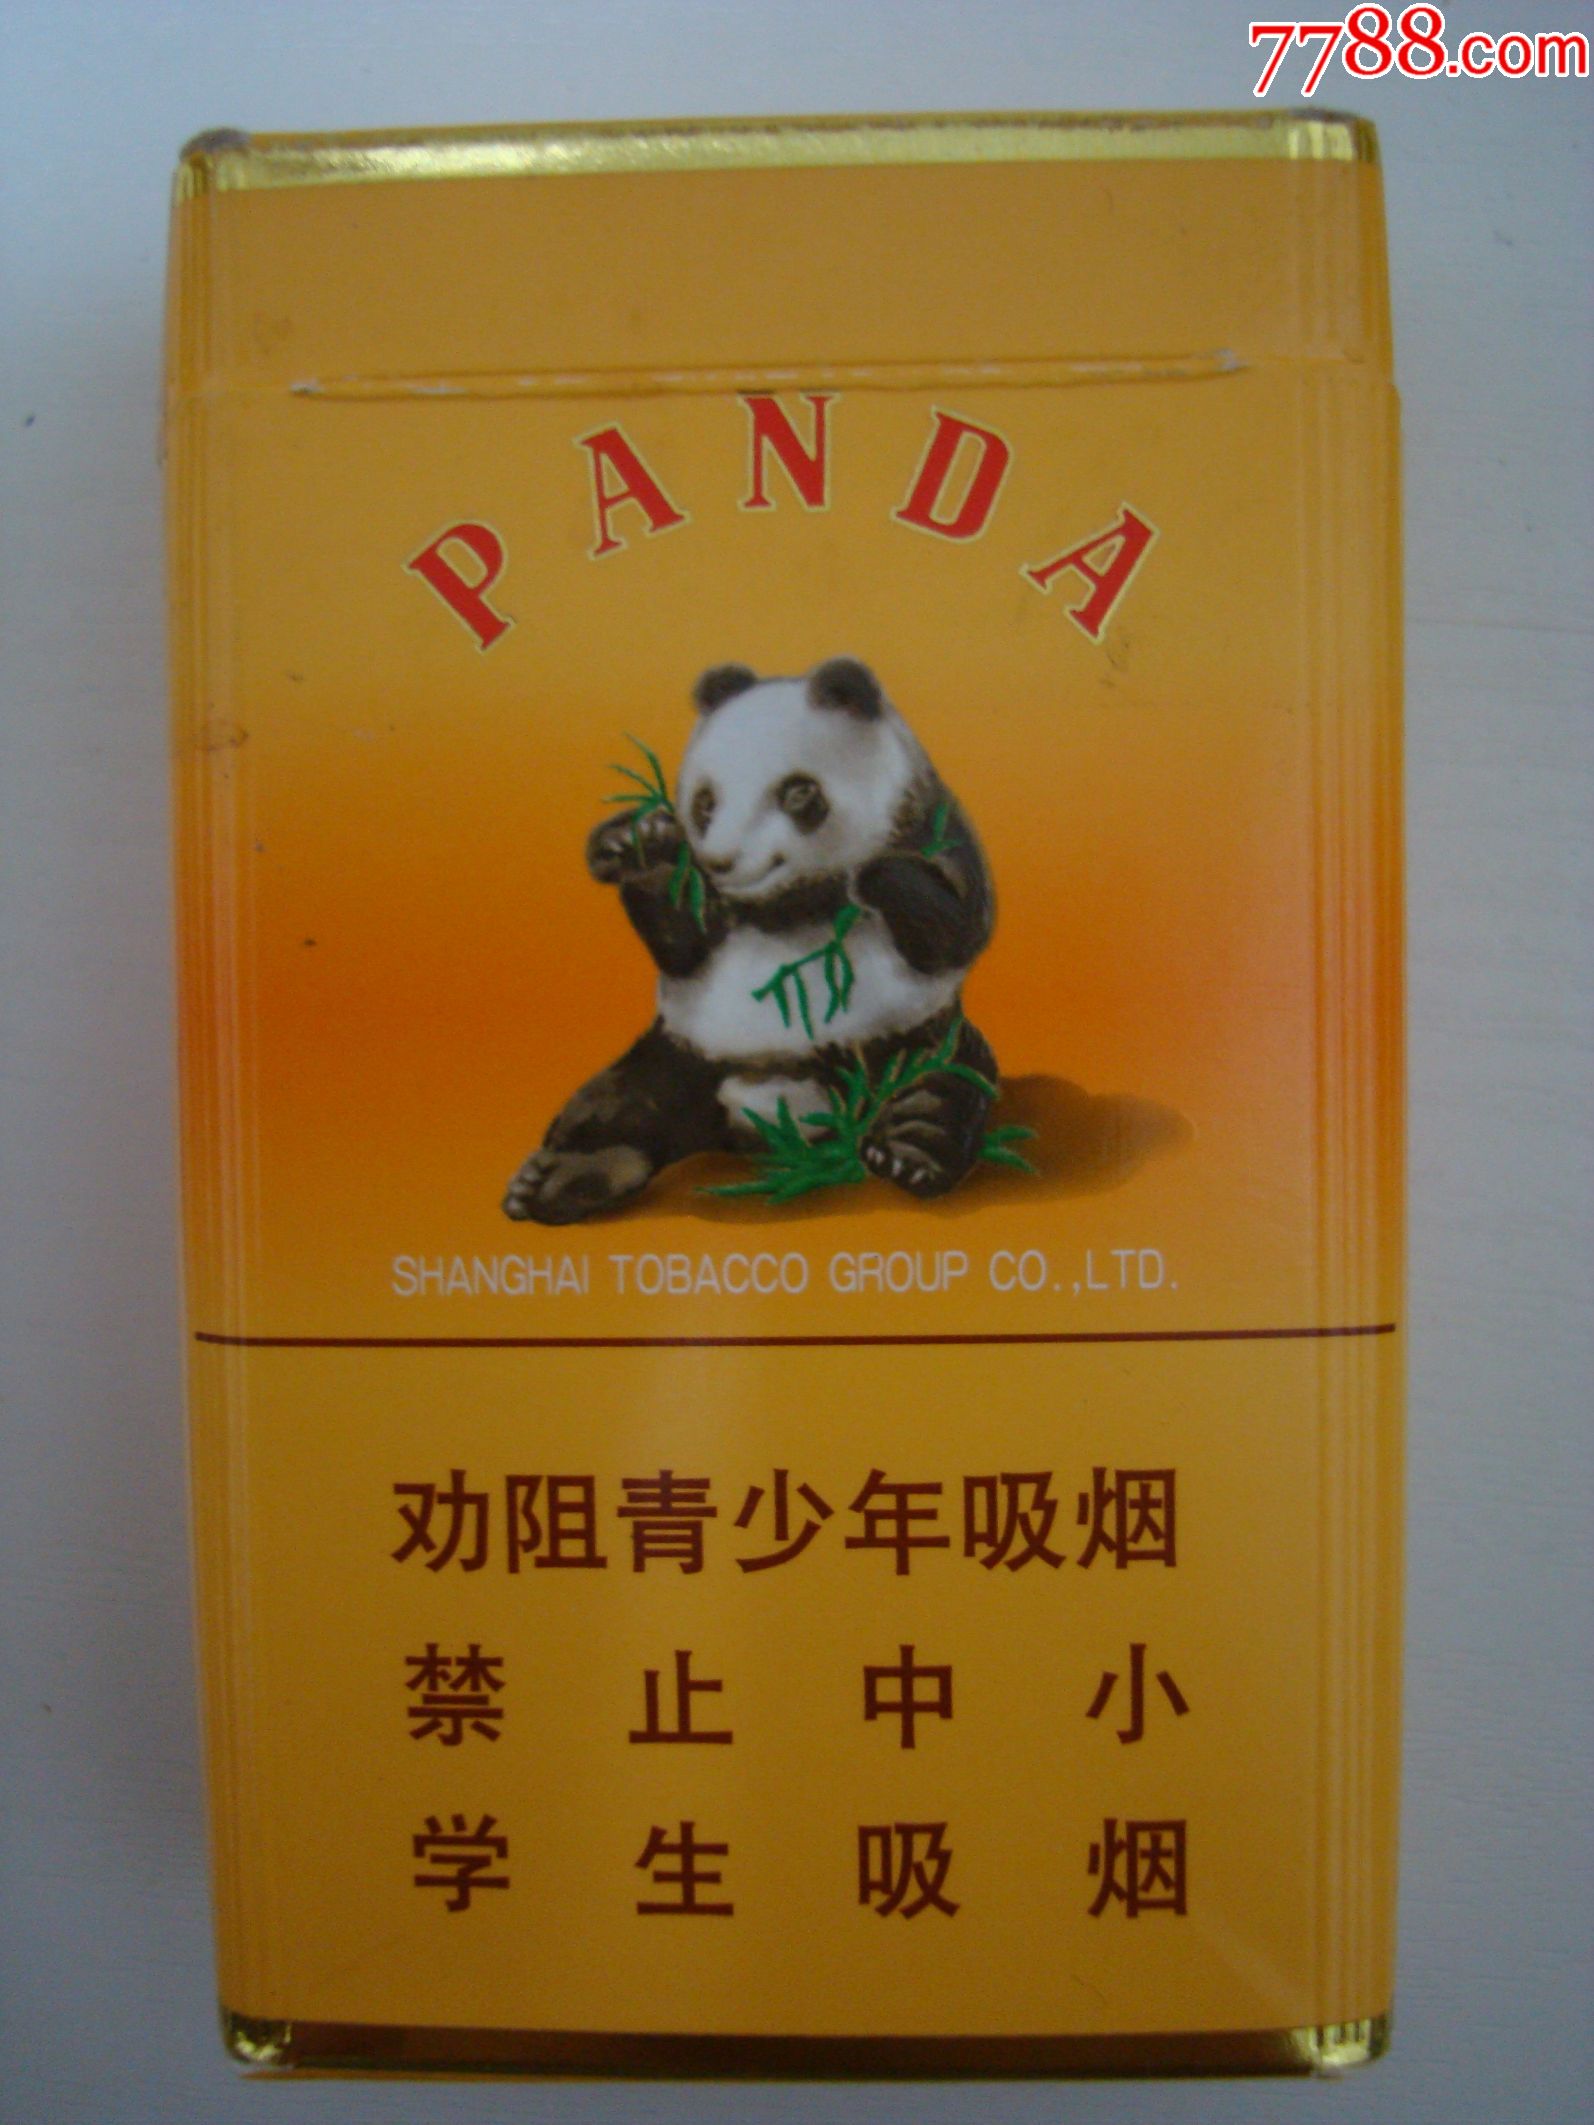 7788.com
PANDA
SHANGHAI TOBACCO GROUP CO.,LTD.
劝阻青少年吸烟
禁止中小
学生吸烟